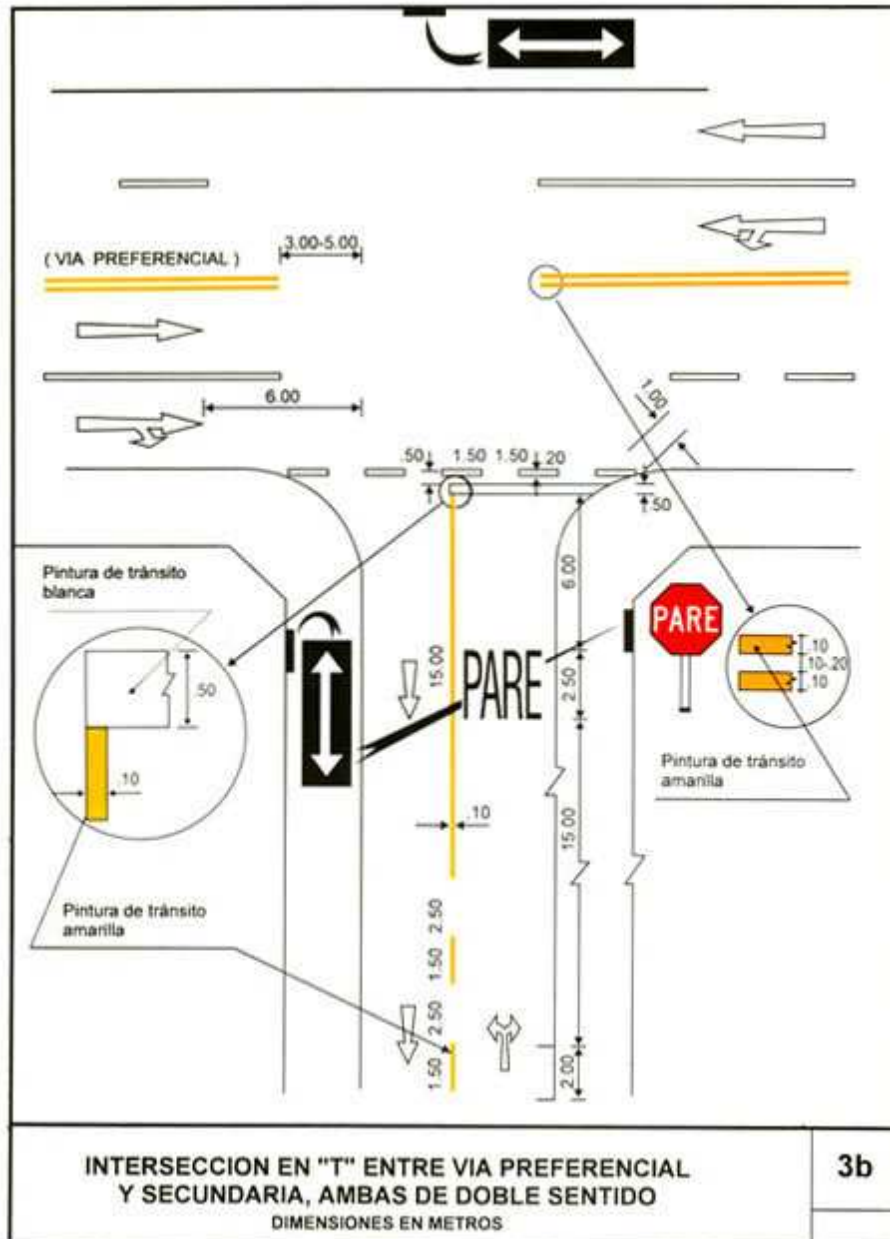 ( VIA PREFERENCIAL )
3.00-5.00
6.00
1.00
.50 1.50 1.50 .20
.50
Pintura de tránsito
blanca
.50
.10
15.00
PARE
6.00
2.50
PARE
.10
.10-.20
.10
Pintura de tránsito
amarilla
.10
15.00
Pintura de tránsito
amarilla
2.50
1.50
2.50
1.50
2.00
INTERSECCION EN "T" ENTRE VIA PREFERENCIAL
Y SECUNDARIA, AMBAS DE DOBLE SENTIDO
DIMENSIONES EN METROS
3b